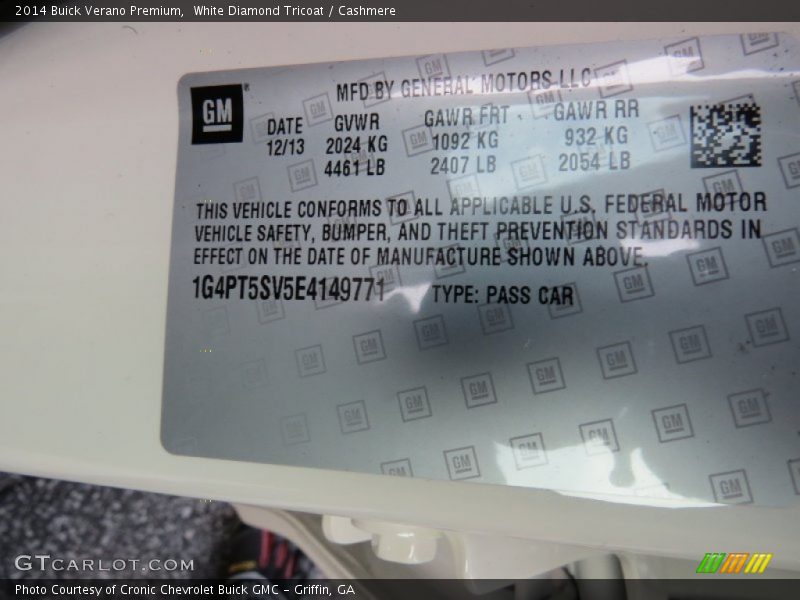 2014 Buick Verano Premium,  White Diamond Tricoat / Cashmere
GM
MFD BY GENERAL MOTORS LLC
DATE GVWR GAWR FRT GAWR RR
12/13 2024 KG 1092 KG 932 KG
4461 LB 2407 LB 2054 LB
THIS VEHICLE CONFORMS TO ALL APPLICABLE U.S. FEDERAL MOTOR
VEHICLE SAFETY, BUMPER, AND THEFT PREVENTION STANDARDS IN
EFFECT ON THE DATE OF MANUFACTURE SHOWN ABOVE.
1G4PT5SV5E4149771 TYPE: PASS CAR
GTCARLOT.COM
Photo Courtesy of Cronic Chevrolet Buick GMC – Griffin, GA